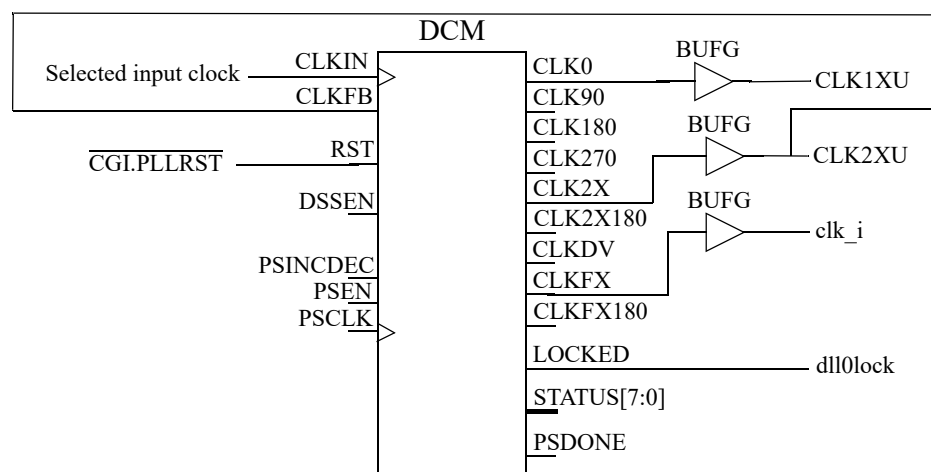 DCM
BUFG
CLKIN
CLK0
Selected input clock
CLK1XU
CLKFB
CLK90
CLK180
BUFG
RST
CGI.PLLRST
CLK270
CLK2XU
CLK2X
DSSEN
BUFG
CLK2X180
clk_i
CLKDV
PSINCDEC
CLKFX
PSEN
CLKFX180
PSCLK
LOCKED
dll0lock
STATUS[7:0]
PSDONE